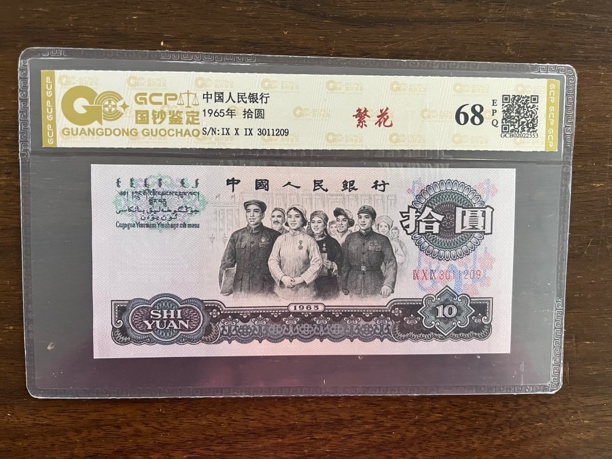 GCP
国钞鉴定
GUANGDONG GUOCHAO
中国人民银行
1965年 拾圆
S/N:IX X IX 3011209
繁花
68
EPQ
GCB02022353
中國人民銀行
拾圓
IX X IX 3011209
1965
SHI
YUAN
10